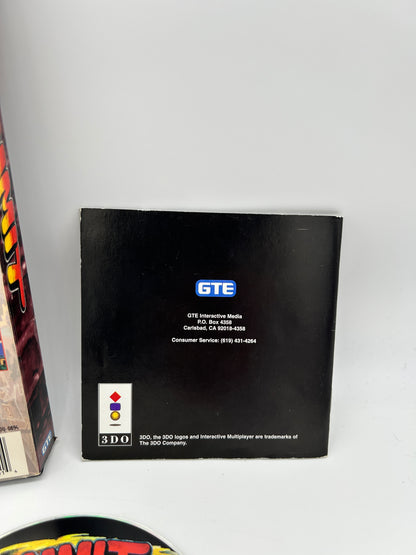 GTE
GTE Interactive Media
P.O. Box 4358
Carlsbad, CA 92018-4358
Consumer Service: (619) 431-4264
3DO
3DO, the 3DO logos and Interactive Multiplayer are trademarks of
The 3DO Company.